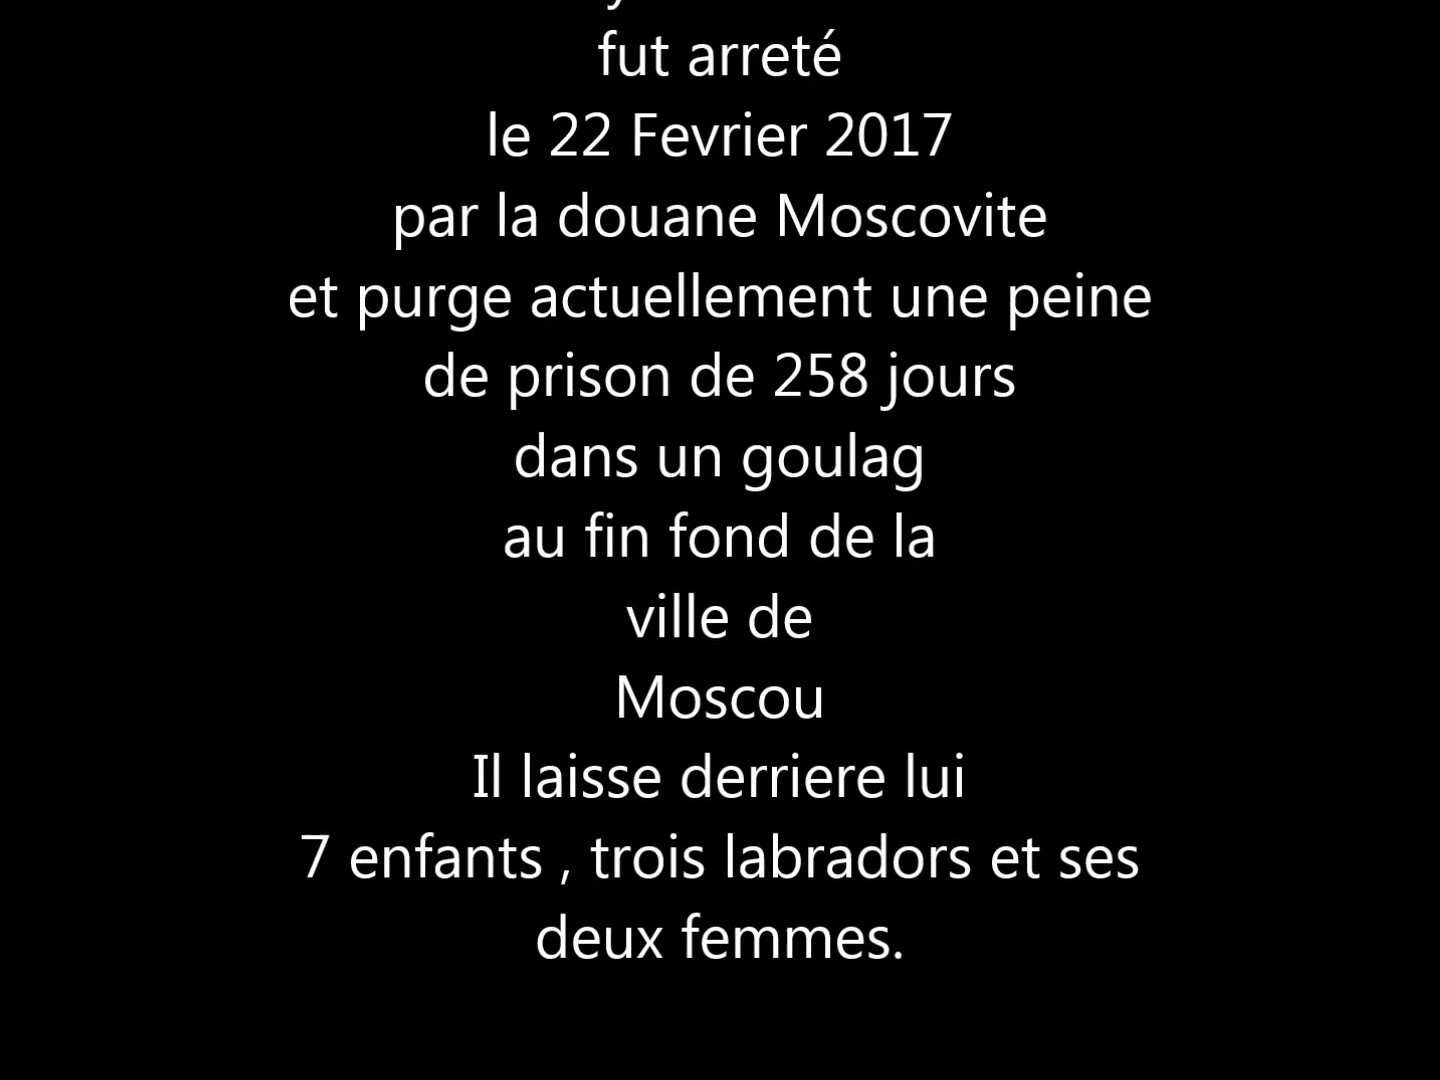 fut arreté
le 22 Fevrier 2017
par la douane Moscovite
et purge actuellement une peine
de prison de 258 jours
dans un goulag
au fin fond de la
ville de
Moscou
Il laisse derriere lui
7 enfants , trois labradors et ses
deux femmes.